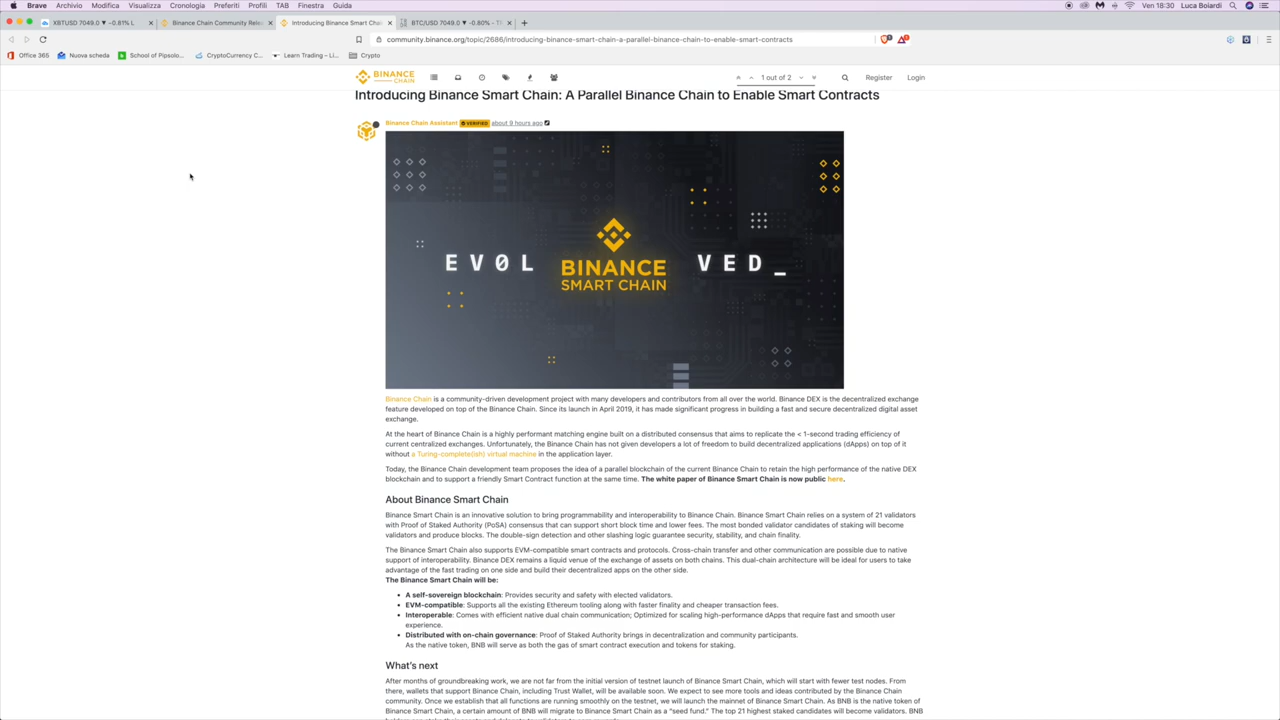 Brave Archivio Modifica Visualizza Cronologia Preferiti Profili TAB Finestra Guida Ven 18:30 Luca Boiardi
XBTUSD 7049.0 ▼ -0.81% L
Binance Chain Community Rele
Introducing Binance Smart Chai
BTC/USD 7049.0 ▼ -0.80%
community.binance.org/topic/2686/introducing-binance-smart-chain-a-parallel-binance-chain-to-enable-smart-contracts
Office 365 Nuova scheda School of Pipsolo... CryptoCurrency C... Learn Trading – Li... Crypto
BINANCE CHAIN 1 out of 2 Register Login
Introducing Binance Smart Chain: A Parallel Binance Chain to Enable Smart Contracts
Binance Chain Assistant VERIFIED about 9 hours ago
EV0L BINANCE SMART CHAIN VED_
Binance Chain is a community-driven development project with many developers and contributors from all over the world. Binance DEX is the decentralized exchange
feature developed on top of the Binance Chain. Since its launch in April 2019, it has made significant progress in building a fast and secure decentralized digital asset
exchange.
At the heart of Binance Chain is a highly performant matching engine built on a distributed consensus that aims to replicate the < 1-second trading efficiency of
current centralized exchanges. Unfortunately, the Binance Chain has not given developers a lot of freedom to build decentralized applications (dApps) on top of it
without a Turing-complete(ish) virtual machine in the application layer.
Today, the Binance Chain development team proposes the idea of a parallel blockchain of the current Binance Chain to retain the high performance of the native DEX
blockchain and to support a friendly Smart Contract function at the same time. The white paper of Binance Smart Chain is now public here.
About Binance Smart Chain
Binance Smart Chain is an innovative solution to bring programmability and interoperability to Binance Chain. Binance Smart Chain relies on a system of 21 validators
with Proof of Staked Authority (PoSA) consensus that can support short block time and lower fees. The most bonded validator candidates of staking will become
validators and produce blocks. The double-sign detection and other slashing logic guarantee security, stability, and chain finality.
The Binance Smart Chain also supports EVM-compatible smart contracts and protocols. Cross-chain transfer and other communication are possible due to native
support of interoperability. Binance DEX remains a liquid venue of the exchange of assets on both chains. This dual-chain architecture will be ideal for users to take
advantage of the fast trading on one side and build their decentralized apps on the other side.
The Binance Smart Chain will be:
• A self-sovereign blockchain: Provides security and safety with elected validators.
• EVM-compatible: Supports all the existing Ethereum tooling along with faster finality and cheaper transaction fees.
• Interoperable: Comes with efficient native dual chain communication; Optimized for scaling high-performance dApps that require fast and smooth user
experience.
• Distributed with on-chain governance: Proof of Staked Authority brings in decentralization and community participants.
As the native token, BNB will serve as both the gas of smart contract execution and tokens for staking.
What's next
After months of groundbreaking work, we are not far from the initial version of testnet launch of Binance Smart Chain, which will start with fewer test nodes. From
there, wallets that support Binance Chain, including Trust Wallet, will be available soon. We expect to see more tools and ideas contributed by the Binance Chain
community. Once we establish that all functions are running smoothly on the testnet, we will launch the mainnet of Binance Smart Chain. As BNB is the native token of
Binance Smart Chain, a certain amount of BNB will migrate to Binance Smart Chain as a "seed fund." The top 21 highest staked candidates will become validators. BNB